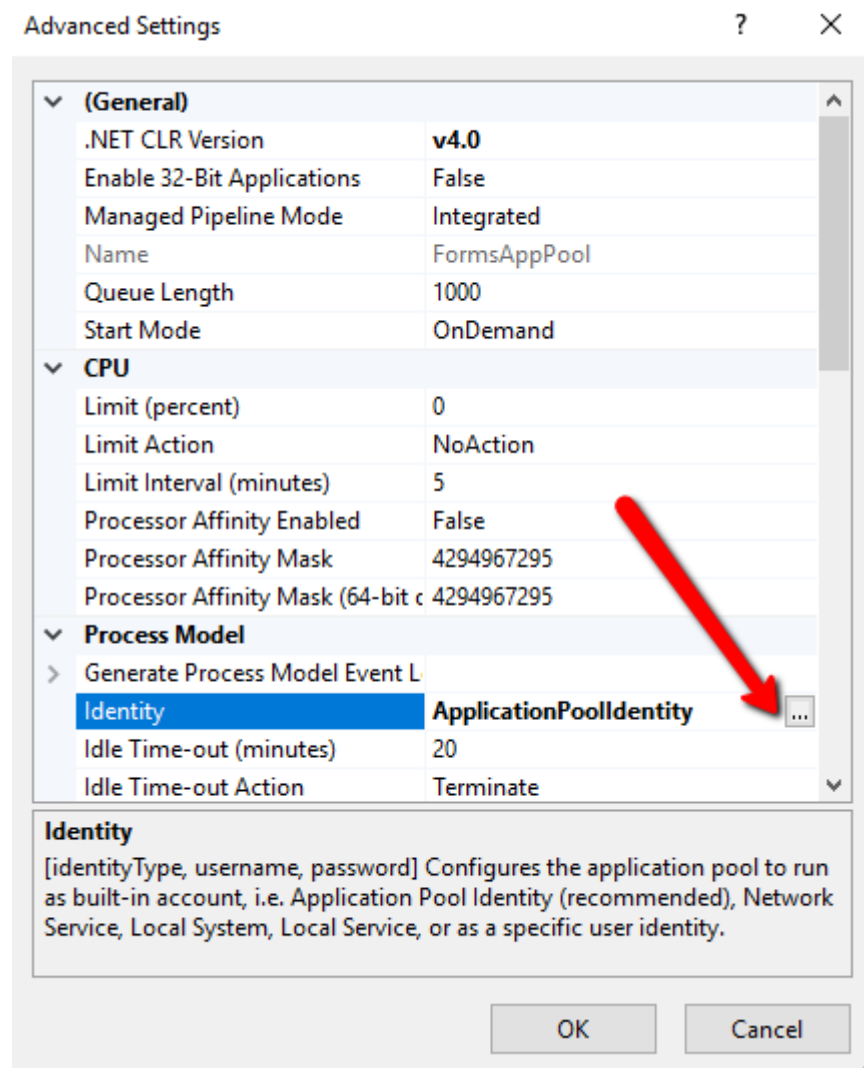 Advanced Settings ? ×
(General)
.NET CLR Version v4.0
Enable 32-Bit Applications False
Managed Pipeline Mode Integrated
Name FormsAppPool
Queue Length 1000
Start Mode OnDemand
CPU
Limit (percent) 0
Limit Action NoAction
Limit Interval (minutes) 5
Processor Affinity Enabled False
Processor Affinity Mask 4294967295
Processor Affinity Mask (64-bit c 4294967295
Process Model
Generate Process Model Event L
Identity ApplicationPoolIdentity ...
Idle Time-out (minutes) 20
Idle Time-out Action Terminate
Identity
[identityType, username, password] Configures the application pool to run
as built-in account, i.e. Application Pool Identity (recommended), Network
Service, Local System, Local Service, or as a specific user identity.
OK Cancel